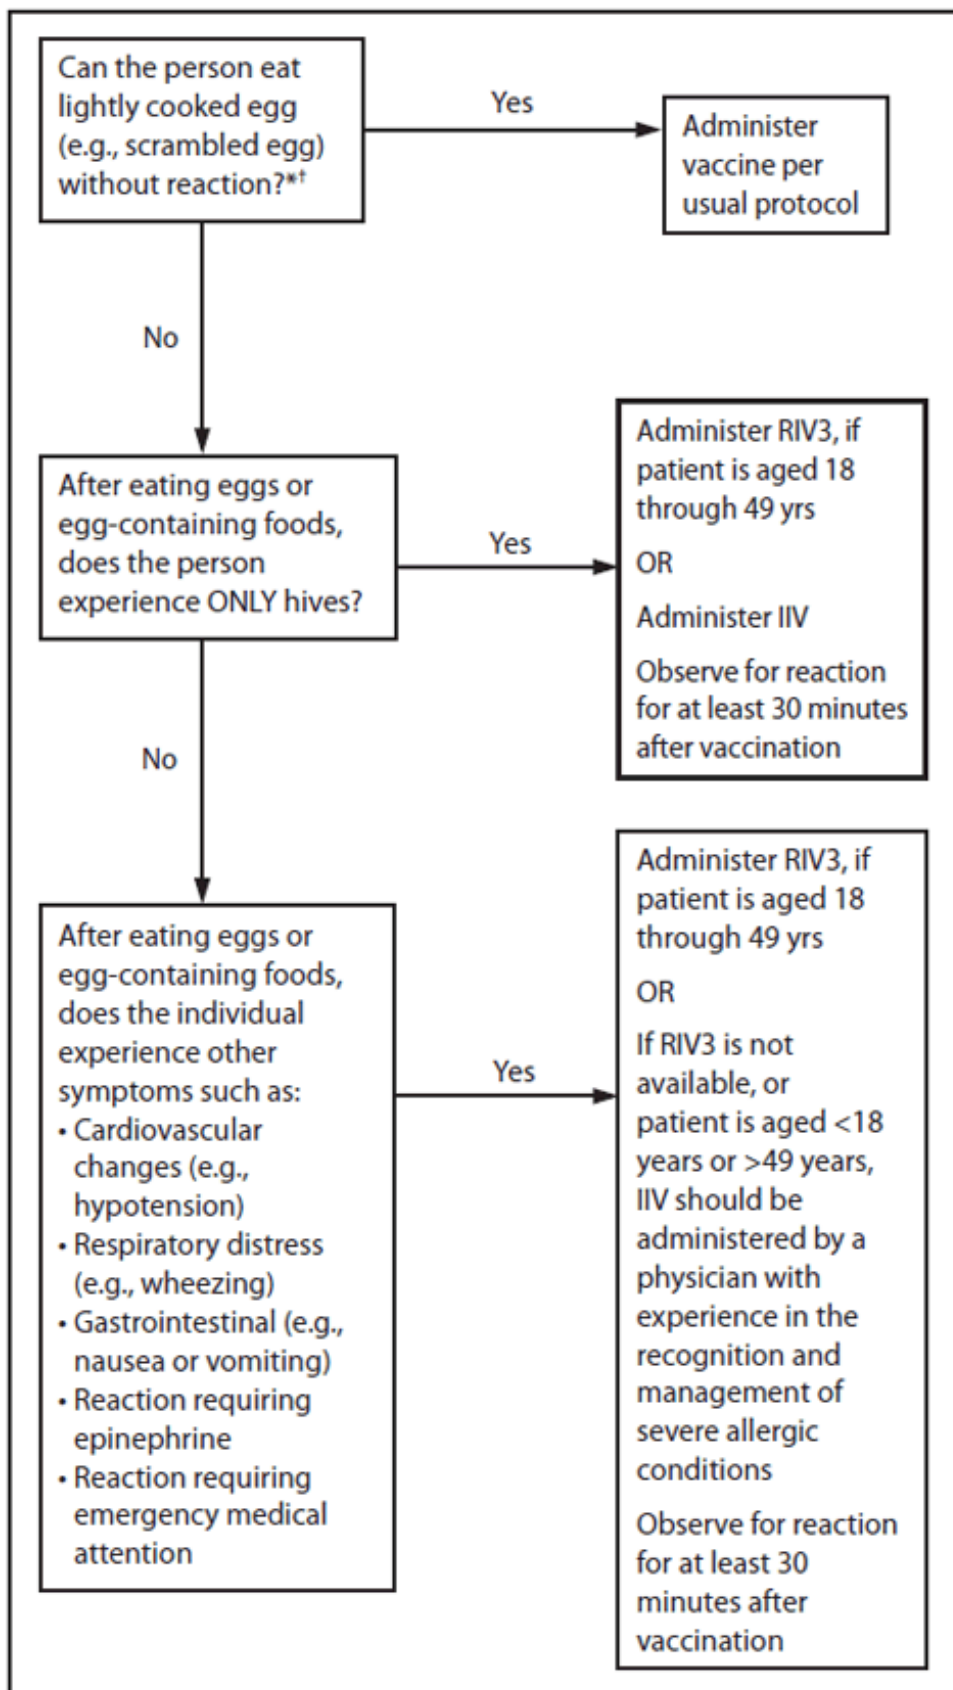 Can the person eat
lightly cooked egg
(e.g., scrambled egg)
without reaction?*†
Yes
Administer
vaccine per
usual protocol
No
After eating eggs or
egg-containing foods,
does the person
experience ONLY hives?
Yes
Administer RIV3, if
patient is aged 18
through 49 yrs
OR
Administer IIV
Observe for reaction
for at least 30 minutes
after vaccination
No
After eating eggs or
egg-containing foods,
does the individual
experience other
symptoms such as:
• Cardiovascular
changes (e.g.,
hypotension)
• Respiratory distress
(e.g., wheezing)
• Gastrointestinal (e.g.,
nausea or vomiting)
• Reaction requiring
epinephrine
• Reaction requiring
emergency medical
attention
Yes
Administer RIV3, if
patient is aged 18
through 49 yrs
OR
If RIV3 is not
available, or
patient is aged <18
years or >49 years,
IIV should be
administered by a
physician with
experience in the
recognition and
management of
severe allergic
conditions
Observe for reaction
for at least 30
minutes after
vaccination